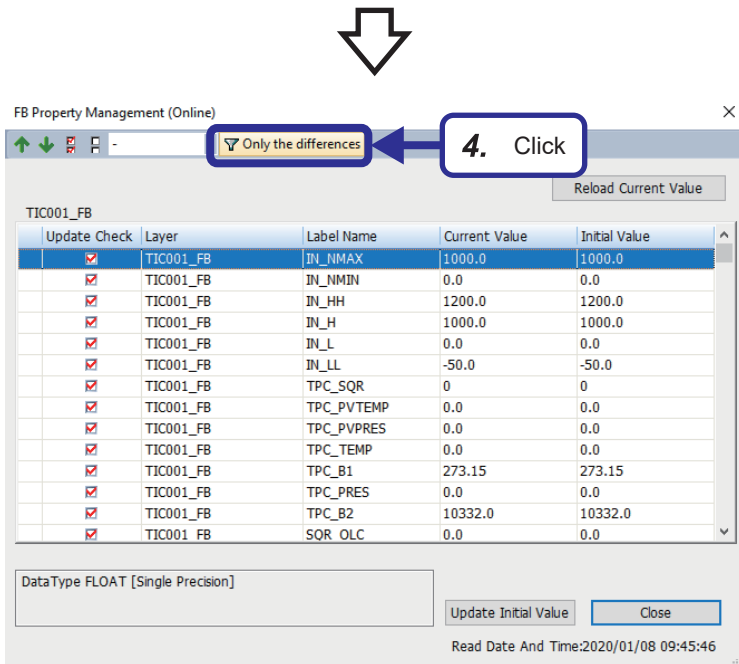 FB Property Management (Online)
- Only the differences
4. Click
Reload Current Value
TIC001_FB
Update Check Layer Label Name Current Value Initial Value
TIC001_FB IN_NMAX 1000.0 1000.0
TIC001_FB IN_NMIN 0.0 0.0
TIC001_FB IN_HH 1200.0 1200.0
TIC001_FB IN_H 1000.0 1000.0
TIC001_FB IN_L 0.0 0.0
TIC001_FB IN_LL -50.0 -50.0
TIC001_FB TPC_SQR 0 0
TIC001_FB TPC_PVTEMP 0.0 0.0
TIC001_FB TPC_PVPRES 0.0 0.0
TIC001_FB TPC_TEMP 0.0 0.0
TIC001_FB TPC_B1 273.15 273.15
TIC001_FB TPC_PRES 0.0 0.0
TIC001_FB TPC_B2 10332.0 10332.0
TIC001_FB SQR_OLC 0.0 0.0
DataType FLOAT [Single Precision]
Update Initial Value Close
Read Date And Time:2020/01/08 09:45:46